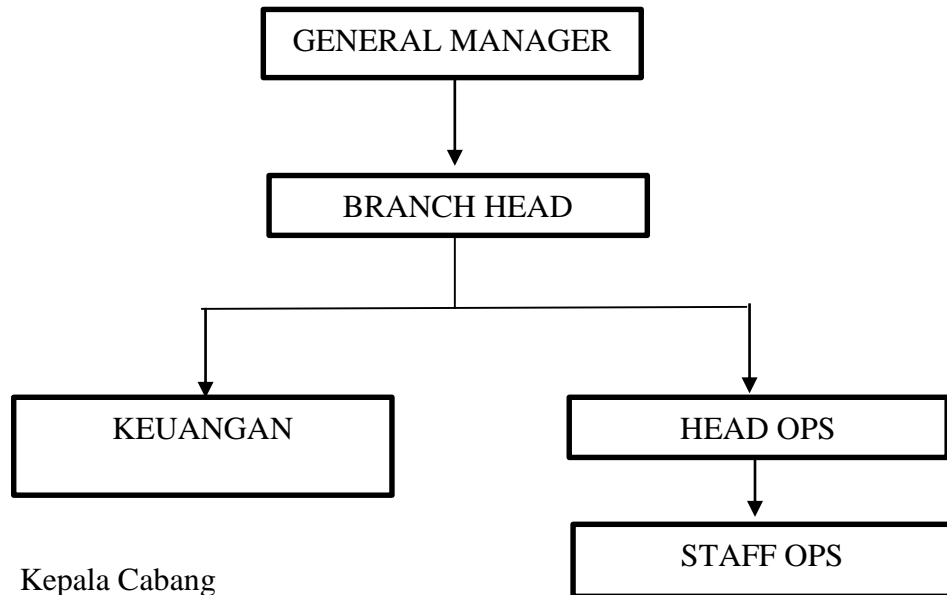 GENERAL MANAGER
BRANCH HEAD
KEUANGAN
HEAD OPS
STAFF OPS
Kepala Cabang